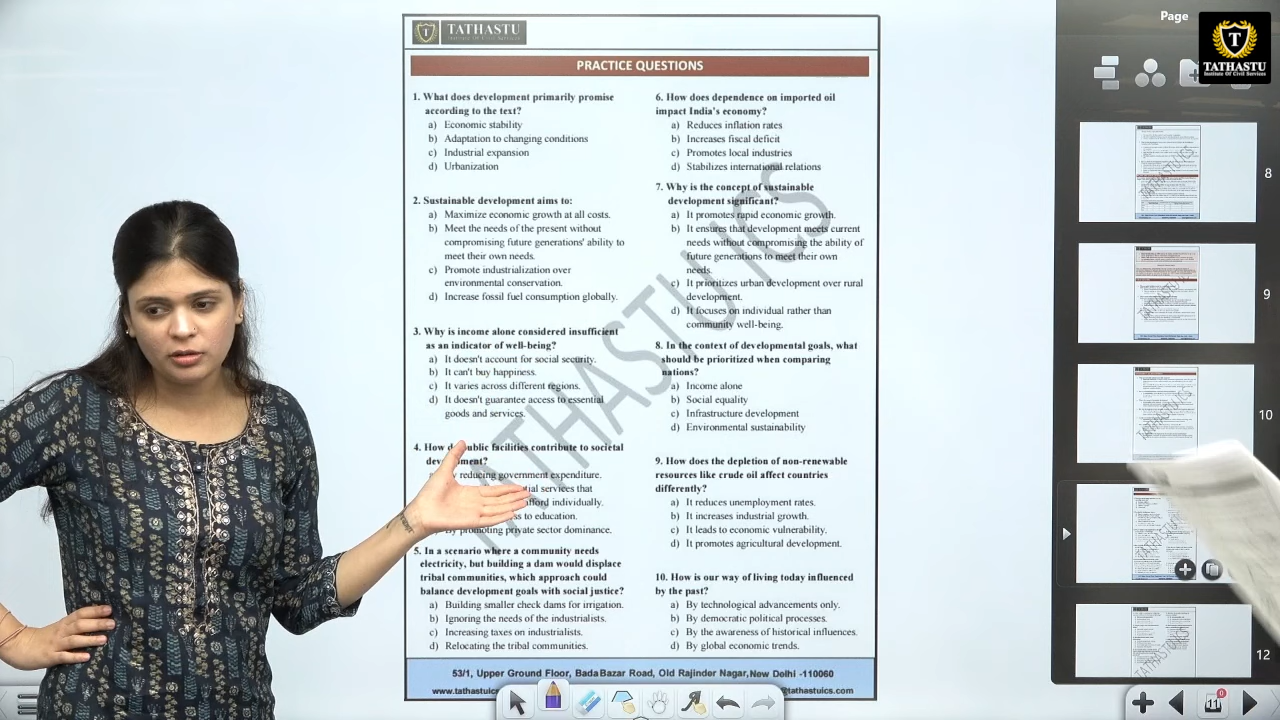 TATHASTU
Institute Of Civil Services
PRACTICE QUESTIONS
1. What does development primarily promise
according to the text?
a) Economic stability
b) Adaptation to changing conditions
c) Industrial expansion
d) Urbanization
2. Sustainable development aims to:
a) Maximize economic growth at all costs.
b) Meet the needs of the present without
compromising future generations' ability to
meet their own needs.
c) Promote industrialization over
environmental conservation.
d) Increase fossil fuel consumption globally.
3. Why is income alone considered insufficient
as an indicator of well-being?
a) It doesn't account for social security.
b) It can't buy happiness.
c It varies across different regions.
d It doesn't guarantee access to essential
goods and services.
4. How public facilities contribute to societal
reducing government expenditure.
services that
afford individually.
to education.
private sector dominance.
5. In a scenario where a community needs
electricity, but building a dam would displace
tribal communities, which approach could
balance development goals with social justice?
a) Building smaller check dams for irrigation.
b) Ignoring the needs of the industrialists.
c) Increasing taxes on industrialists.
d) Relocating the tribal communities.
6. How does dependence on imported oil
impact India's economy?
a) Reduces inflation rates
b) Increases fiscal deficit
c) Promotes local industries
d) Stabilizes international relations
7. Why is the concept of sustainable
development significant?
a) It promotes rapid economic growth.
b) It ensures that development meets current
needs without compromising the ability of
future generations to meet their own
needs.
c) It prioritizes urban development over rural
development.
d) It focuses on individual rather than
community well-being.
8. In the context of developmental goals, what
should be prioritized when comparing
nations?
a) Income alone
b) Social equality
c) Infrastructure development
d) Environmental sustainability
9. How does the depletion of non-renewable
resources like crude oil affect countries
differently?
a) It reduces unemployment rates.
b) It increases industrial growth.
c) It leads to economic vulnerability.
d) It promotes agricultural development.
10. How is our way of living today influenced
by the past?
a) By technological advancements only.
b) By democratic political processes.
c) By the awareness of historical influences.
d) By global economic trends.
TATHASTU ICS
53/1, Upper Ground Floor, Bada Bazar Road, Old Rajinder Nagar, New Delhi -110060
www.tathastuics
@tathastuics.com
Page
T
TATHASTU
Institute Of Civil Services
8
9
10
12
11
0